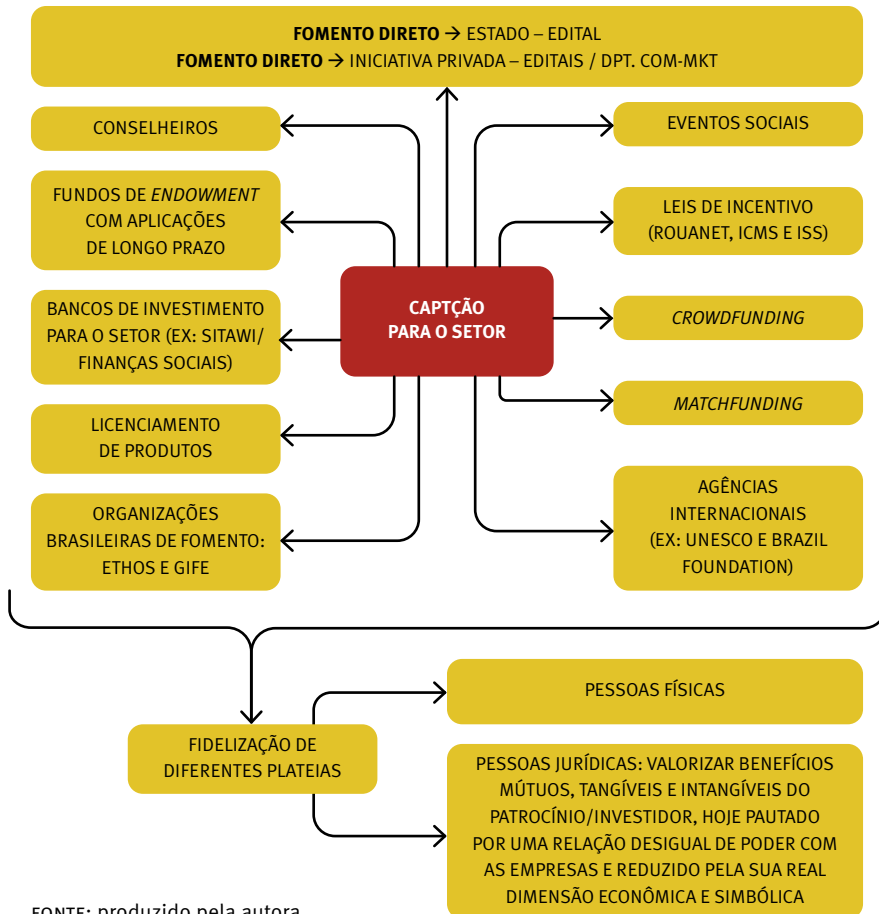 FOMENTO DIRETO → ESTADO – EDITAL
FOMENTO DIRETO → INICIATIVA PRIVADA – EDITAIS / DPT. COM-MKT
CONSELHEIROS
FUNDOS DE ENDOWMENT
COM APLICAÇÕES
DE LONGO PRAZO
BANCOS DE INVESTIMENTO
PARA O SETOR (EX: SITAWI/
FINANÇAS SOCIAIS)
LICENCIAMENTO
DE PRODUTOS
ORGANIZAÇÕES
BRASILEIRAS DE FOMENTO:
ETHOS E GIFE
CAPTÇÃO
PARA O SETOR
EVENTOS SOCIAIS
LEIS DE INCENTIVO
(ROUANET, ICMS E ISS)
CROWDFUNDING
MATCHFUNDING
AGÊNCIAS
INTERNACIONAIS
(EX: UNESCO E BRAZIL
FOUNDATION)
FIDELIZAÇÃO DE
DIFERENTES PLATEIAS
PESSOAS FÍSICAS
PESSOAS JURÍDICAS: VALORIZAR BENEFÍCIOS
MÚTUOS, TANGÍVEIS E INTANGÍVEIS DO
PATROCÍNIO/INVESTIDOR, HOJE PAUTADO
POR UMA RELAÇÃO DESIGUAL DE PODER COM
AS EMPRESAS E REDUZIDO PELA SUA REAL
DIMENSÃO ECONÔMICA E SIMBÓLICA
FONTE: produzido pela autora